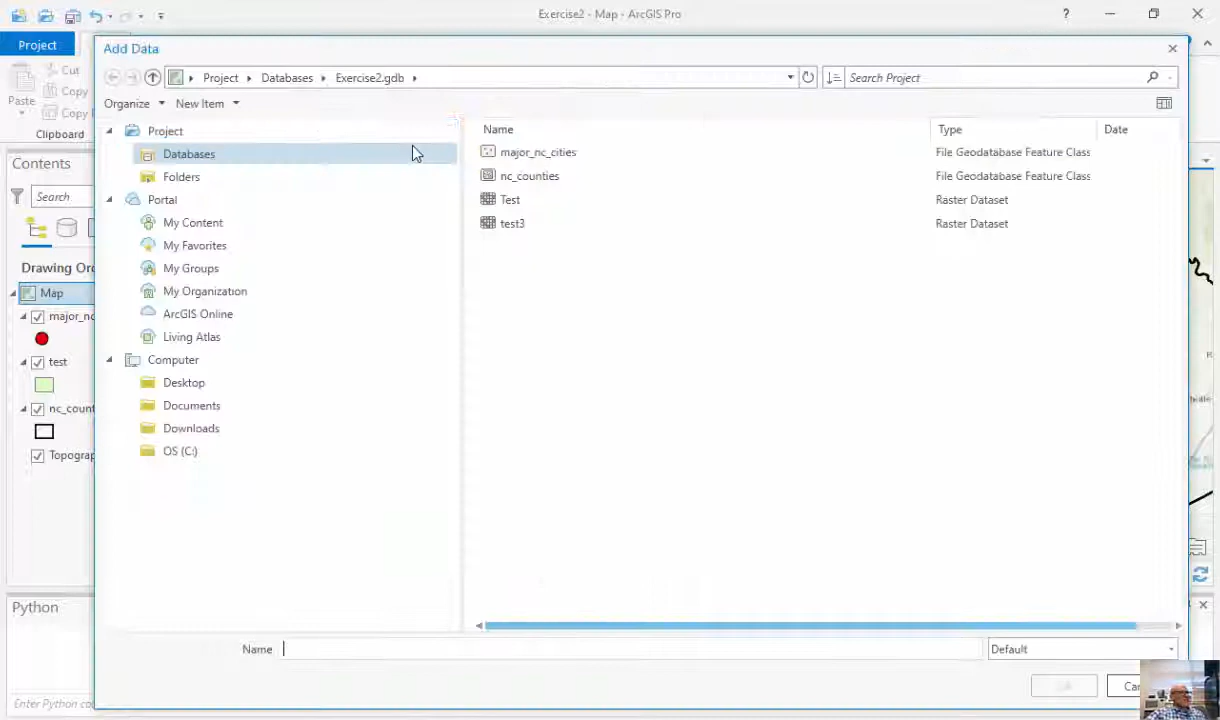 Exercise2 - Map - ArcGIS Pro
?
Project
Cut
Copy
Copy
Paste
Clipboard
Contents
Search
Drawing Ord
Map
major_nc
test
nc_count
Topograp
Python
Enter Python co
Add Data
Project
Databases
Exercise2.gdb
Search Project
Organize
New Item
Project
Databases
Folders
Portal
My Content
My Favorites
My Groups
My Organization
ArcGIS Online
Living Atlas
Computer
Desktop
Documents
Downloads
OS (C:)
Name Type Date
major_nc_cities File Geodatabase Feature Class
nc_counties File Geodatabase Feature Class
Test Raster Dataset
test3 Raster Dataset
Name
Default
Can